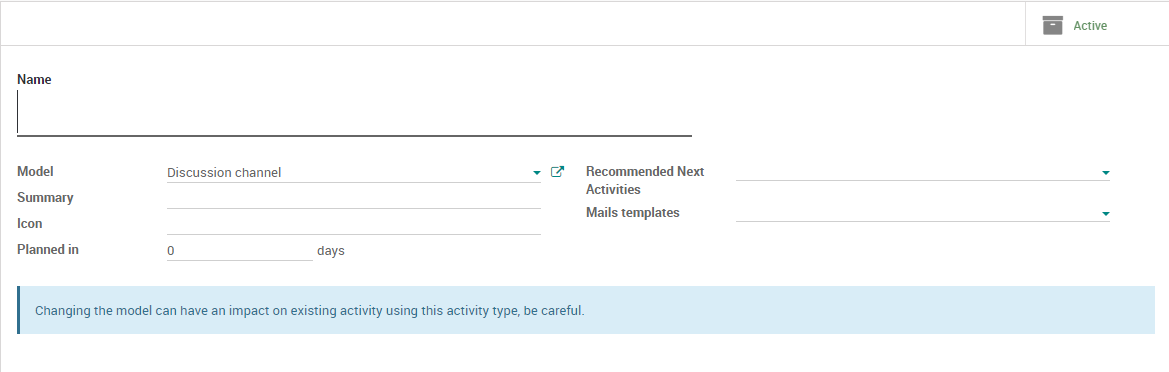 Active
Name
Model
Discussion channel
Summary
Icon
Planned in
0
days
Recommended Next
Activities
Mails templates
Changing the model can have an impact on existing activity using this activity type, be careful.